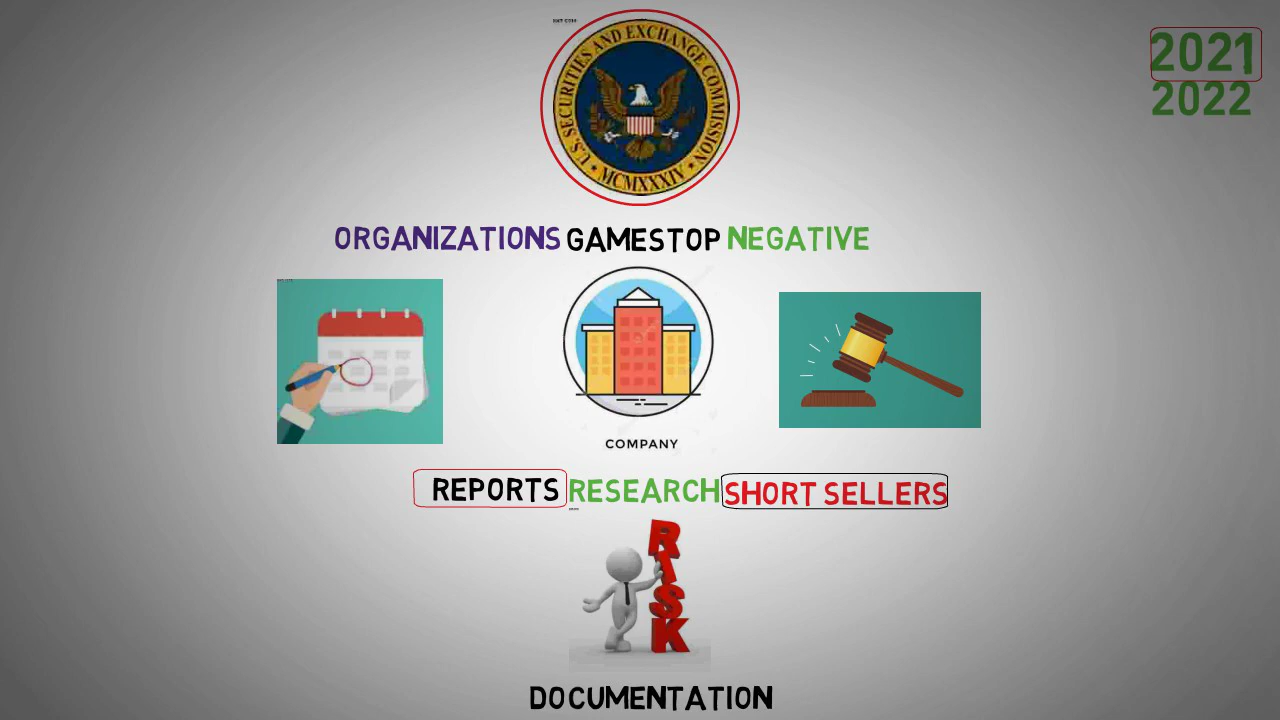 U.S. SECURITIES AND EXCHANGE COMMISSION
MCMXXXIV
2021
2022
ORGANIZATIONS GAMESTOP NEGATIVE
COMPANY
REPORTS RESEARCH SHORT SELLERS
RISK
DOCUMENTATION